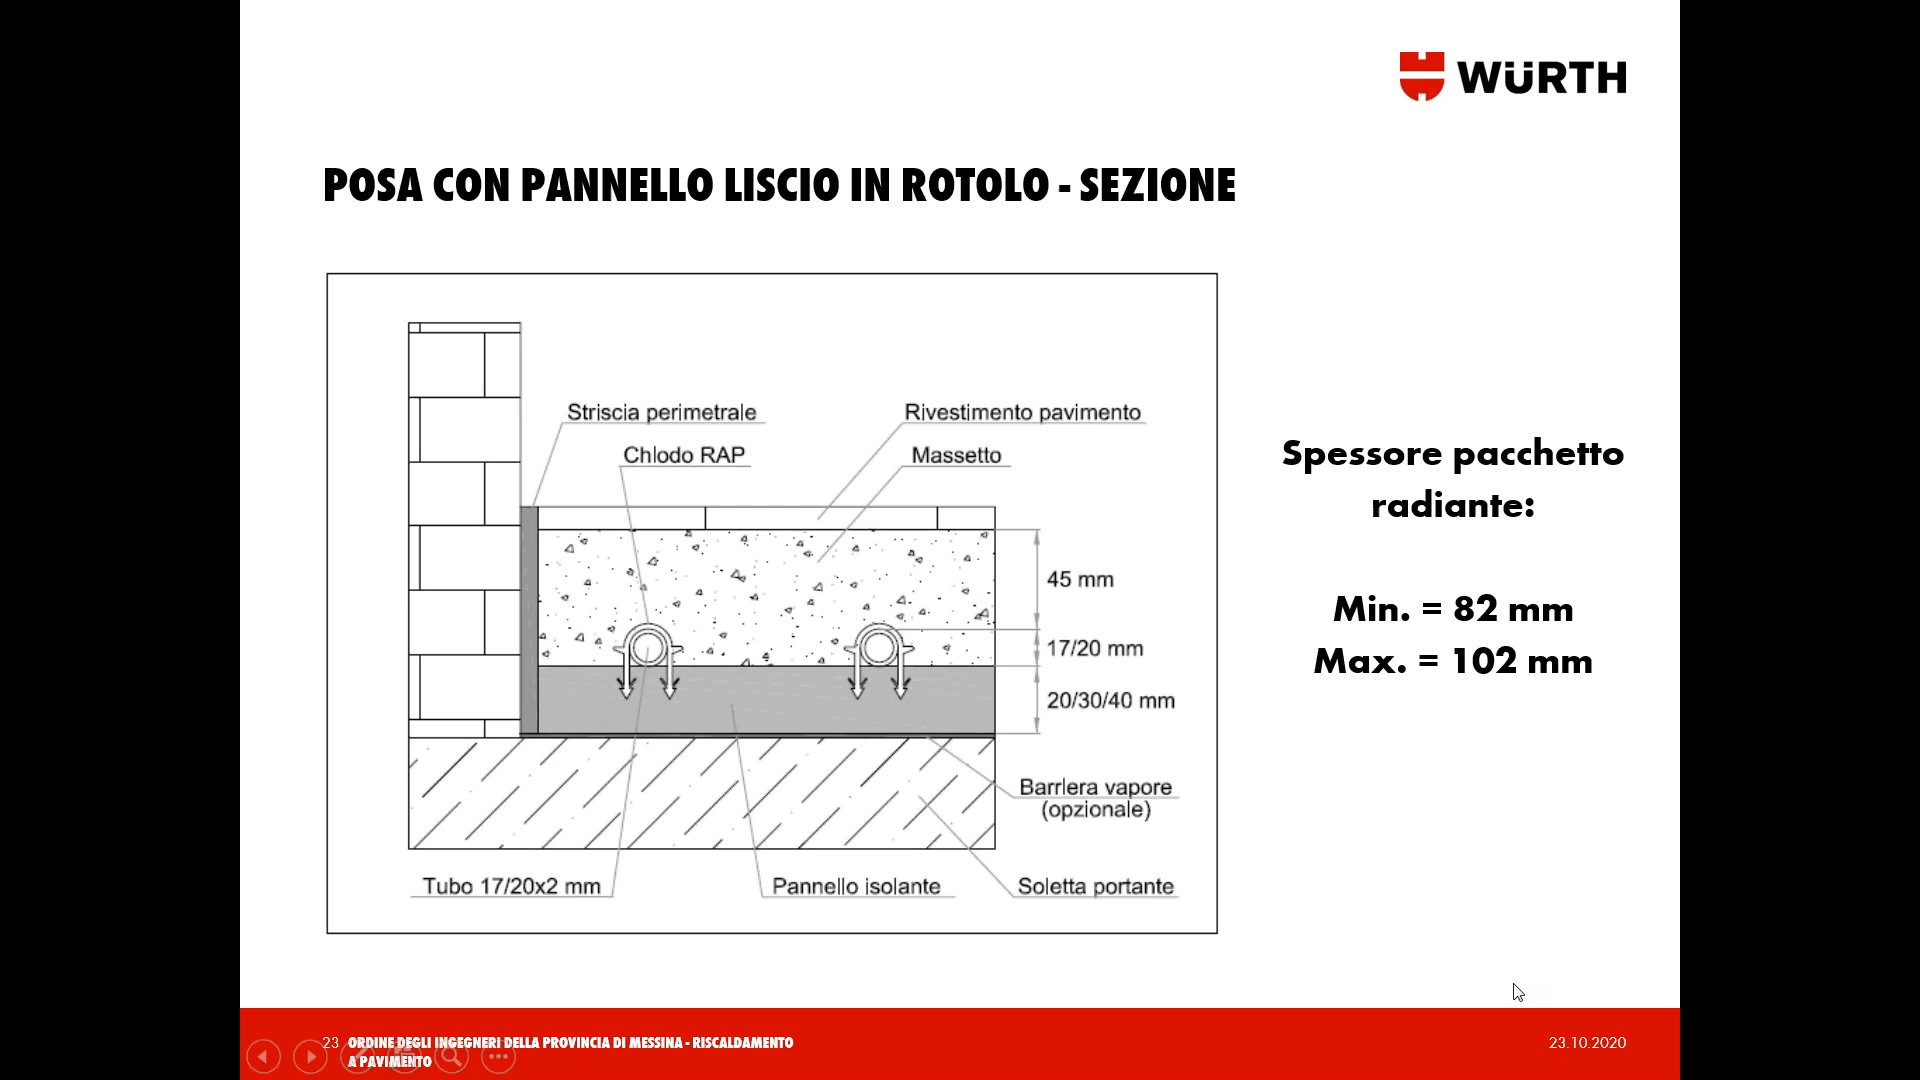 WÜRTH
POSA CON PANNELLO LISCIO IN ROTOLO - SEZIONE
Striscia perimetrale
Rivestimento pavimento
Chlodo RAP
Massetto
45 mm
17/20 mm
20/30/40 mm
Barrlera vapore
(opzionale)
Tubo 17/20x2 mm
Pannello isolante
Soletta portante
Spessore pacchetto
radiante:
Min. = 82 mm
Max. = 102 mm
23 ORDINE DEGLI INGEGNERI DELLA PROVINCIA DI MESSINA - RISCALDAMENTO
A PAVIMENTO
23.10.2020